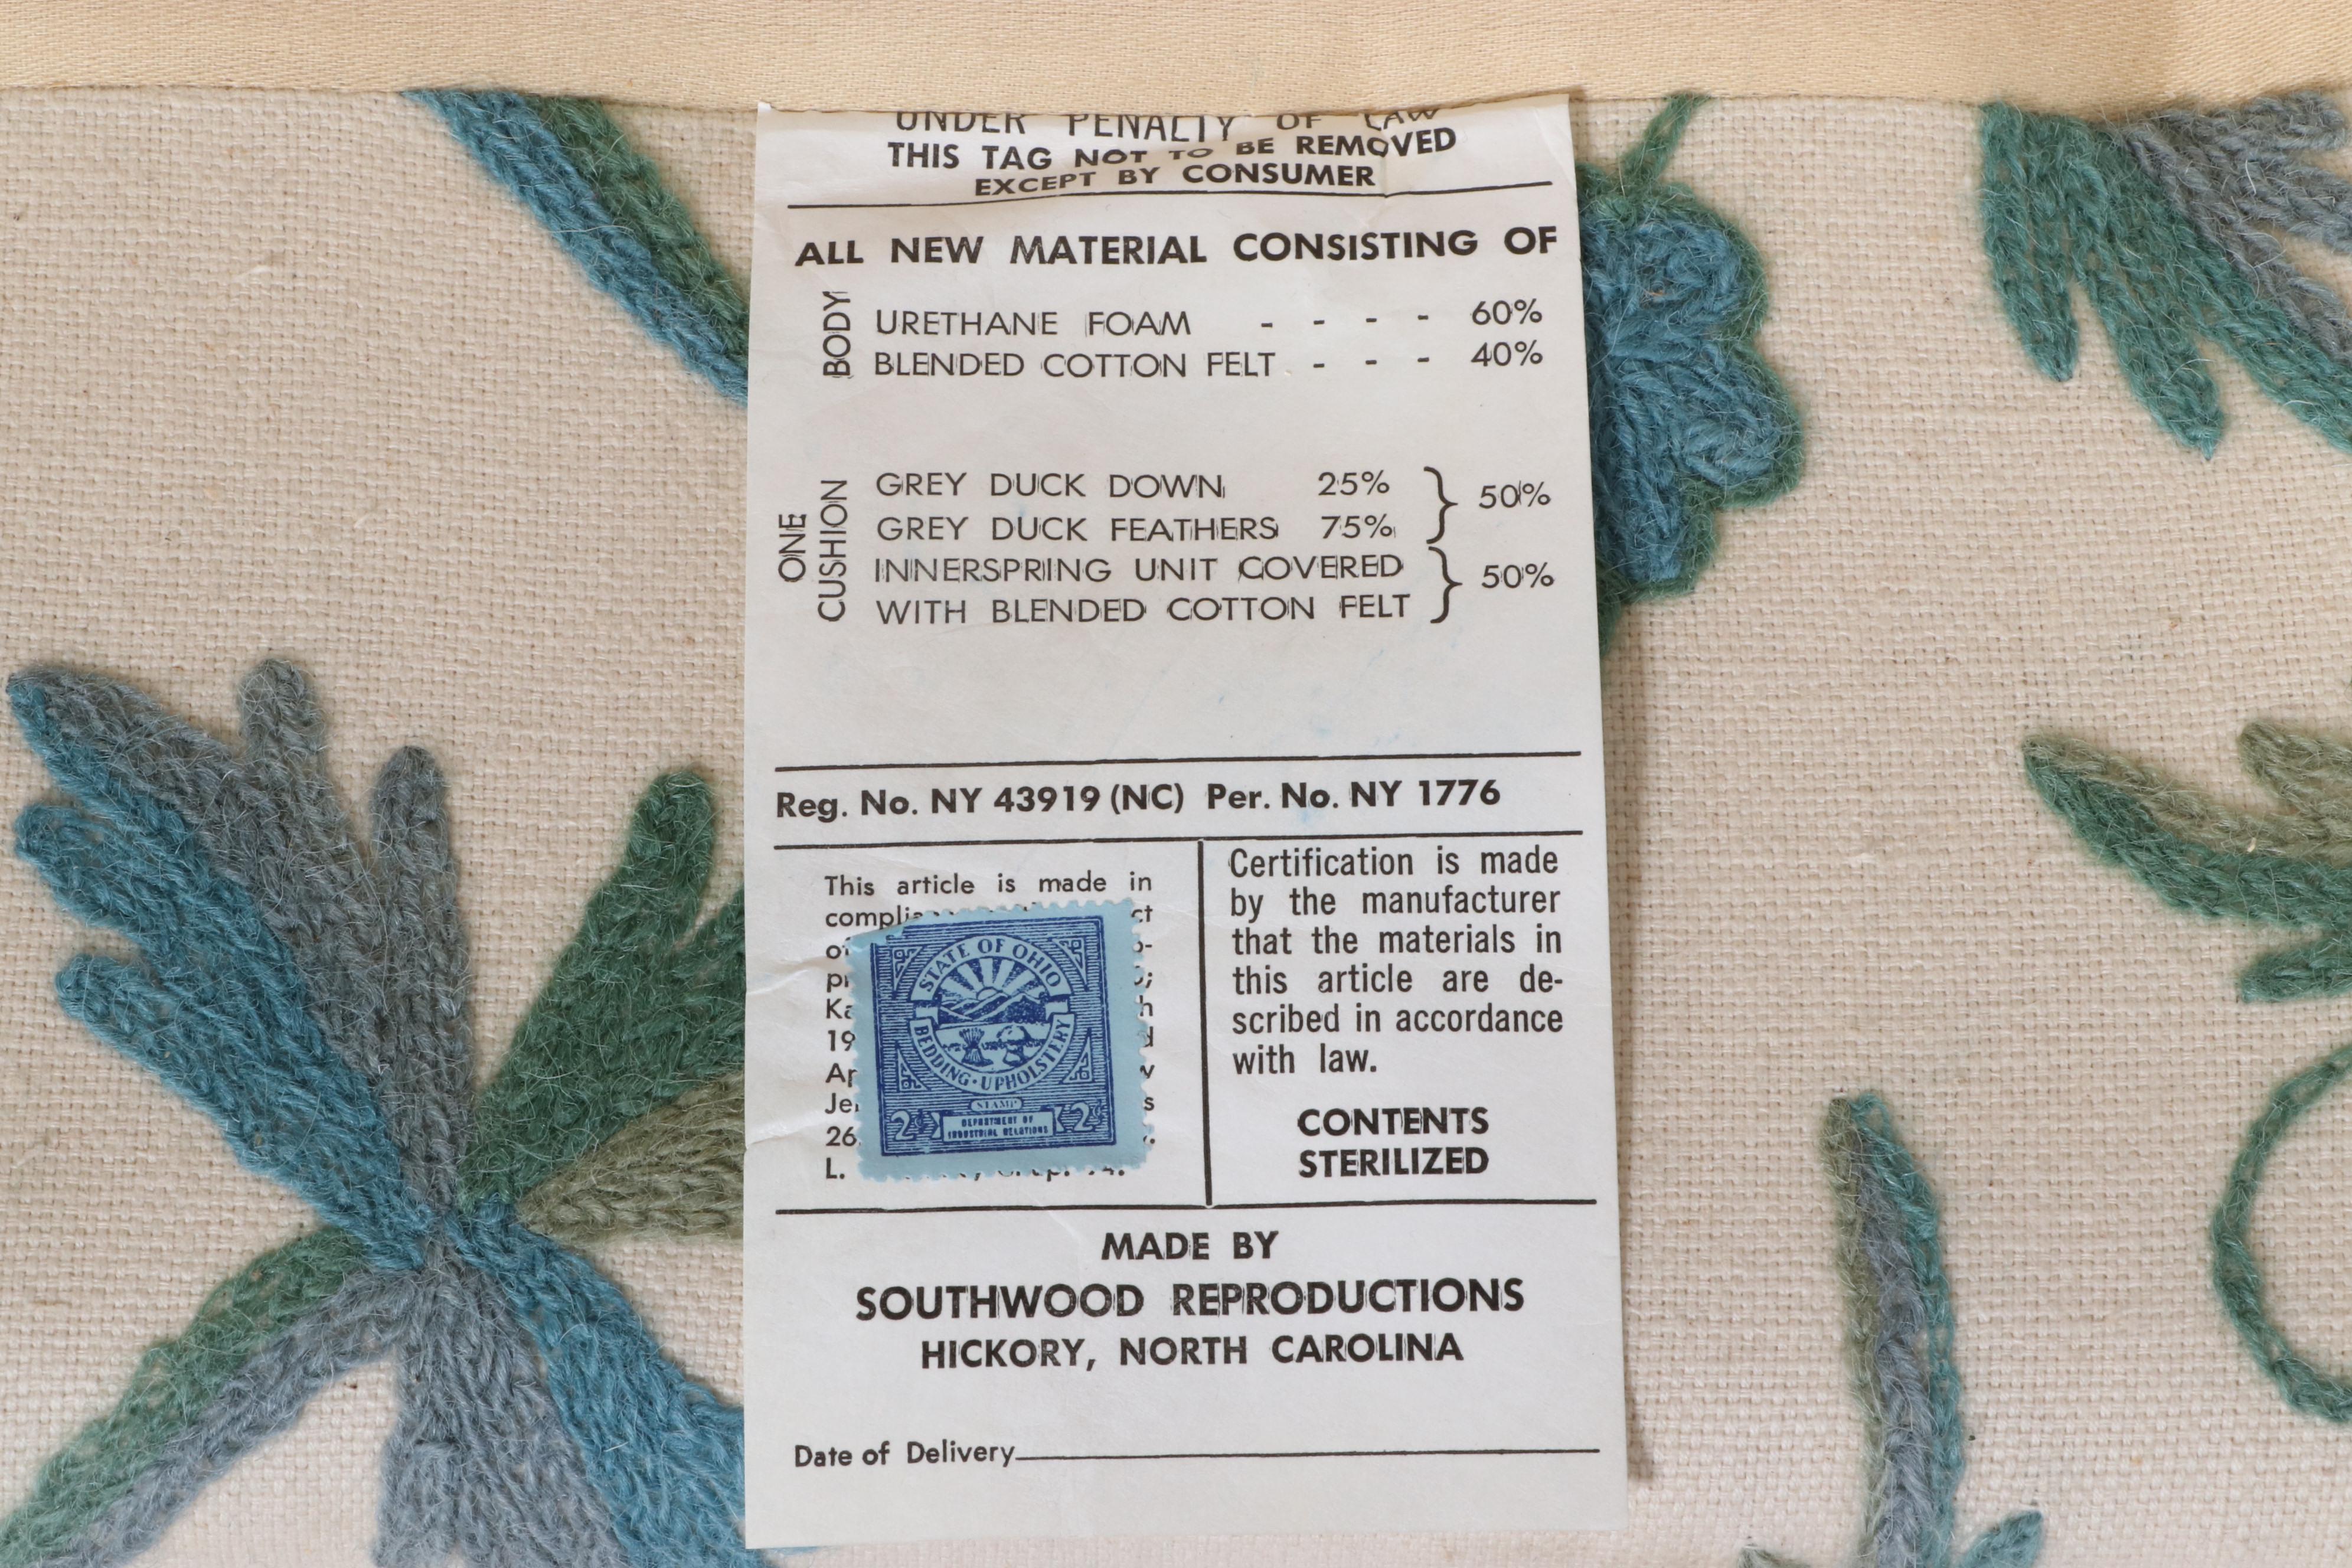 UNDER PENALTY OF LAW
THIS TAG NOT TO BE REMOVED
EXCEPT BY CONSUMER
ALL NEW MATERIAL CONSISTING OF
BODY
URETHANE FOAM - - - - 60%
BLENDED COTTON FELT - - - 40%
ONE
CUSHION
GREY DUCK DOWN 25%
GREY DUCK FEATHERS 75%
50%
INNERSPRING UNIT COVERED
WITH BLENDED COTTON FELT
50%
Reg. No. NY 43919 (NC) Per. No. NY 1776
This article is made in
L.
STATE OF OHIO
BEDDING · UPHOLSTERY
STAMP
2¢ DEPARTMENT OF 2¢
INDUSTRIAL RELATIONS
Certification is made
by the manufacturer
that the materials in
this article are de-
scribed in accordance
with law.
CONTENTS
STERILIZED
MADE BY
SOUTHWOOD REPRODUCTIONS
HICKORY, NORTH CAROLINA
Date of Delivery